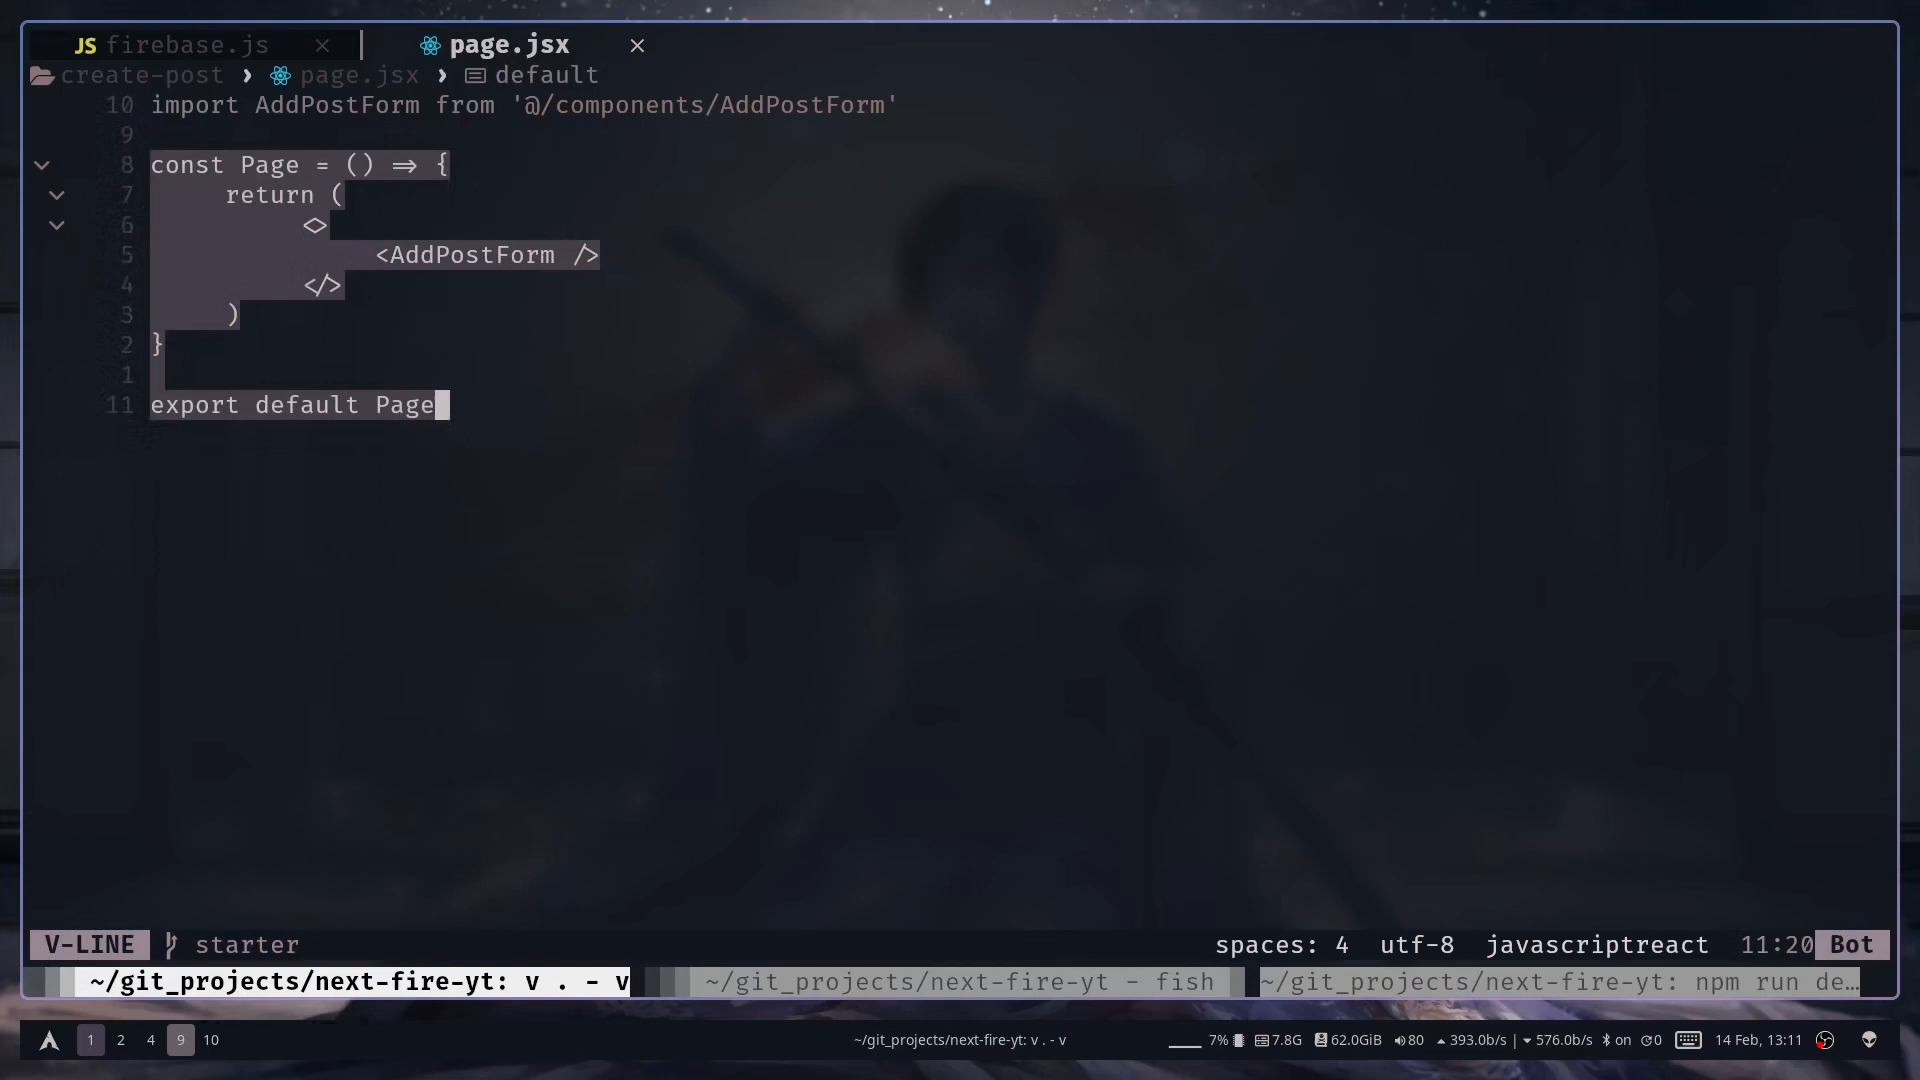 JS firebase.js × page.jsx ×
create-post › page.jsx › default
10 import AddPostForm from '@/components/AddPostForm'
9
8 const Page = () => {
7 return (
6 <>
5 <AddPostForm />
4 </>
3 )
2 }
1
11 export default Page
V-LINE starter spaces: 4 utf-8 javascriptreact 11:20 Bot
~/git_projects/next-fire-yt: v . - v ~/git_projects/next-fire-yt - fish ~/git_projects/next-fire-yt: npm run de…
1 2 4 9 10 ~/git_projects/next-fire-yt: v . - v 7% 7.8G 62.0GiB 80 393.0b/s | 576.0b/s on 0 14 Feb, 13:11